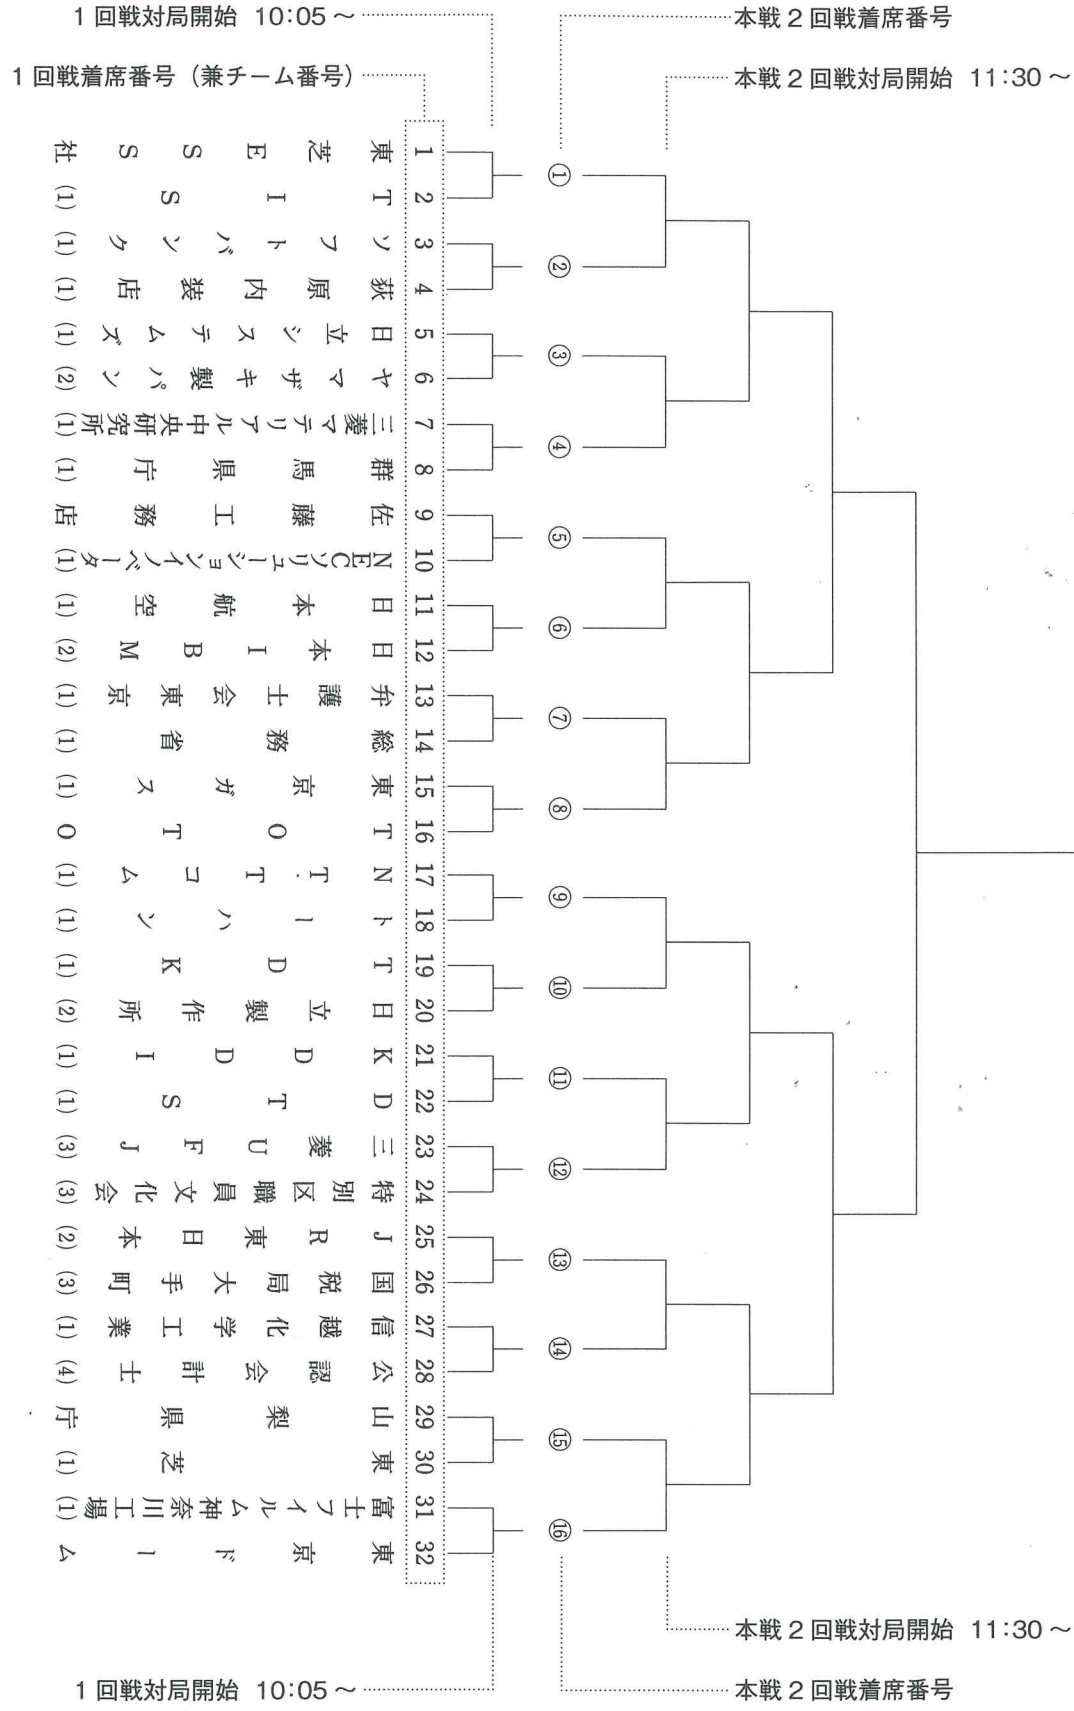 1回戦対局開始 10:05～
本戦2回戦着席番号
1回戦着席番号（兼チーム番号）
本戦2回戦対局開始 11:30～
1 東芝ESS社
2 TIS(1)
3 ソフトバンク(1)
4 荻原内装店(1)
5 日立システムズ(1)
6 ヤマザキ製パン(2)
7 三菱マテリアル中央研究所(1)
8 群馬県庁(1)
9 佐藤工務店
10 NECソリューションイノベータ(1)
11 日本航空(1)
12 日本IBM(2)
13 弁護士会東京(1)
14 総務省(1)
15 東京ガス(1)
16 TOTO
17 NTTコム(1)
18 トーハン(1)
19 TDK(1)
20 日立製作所(2)
21 KDDI(1)
22 DTS(1)
23 三菱UFJ(3)
24 特別区職員文化会(3)
25 JR東日本(2)
26 国税局大手町(3)
27 信越化学工業(1)
28 公認会計士(4)
29 山梨県庁
30 東芝(1)
31 富士フイルム神奈川工場(1)
32 東京ドーム
①
②
③
④
⑤
⑥
⑦
⑧
⑨
⑩
⑪
⑫
⑬
⑭
⑮
⑯
本戦2回戦対局開始 11:30～
1回戦対局開始 10:05～
本戦2回戦着席番号